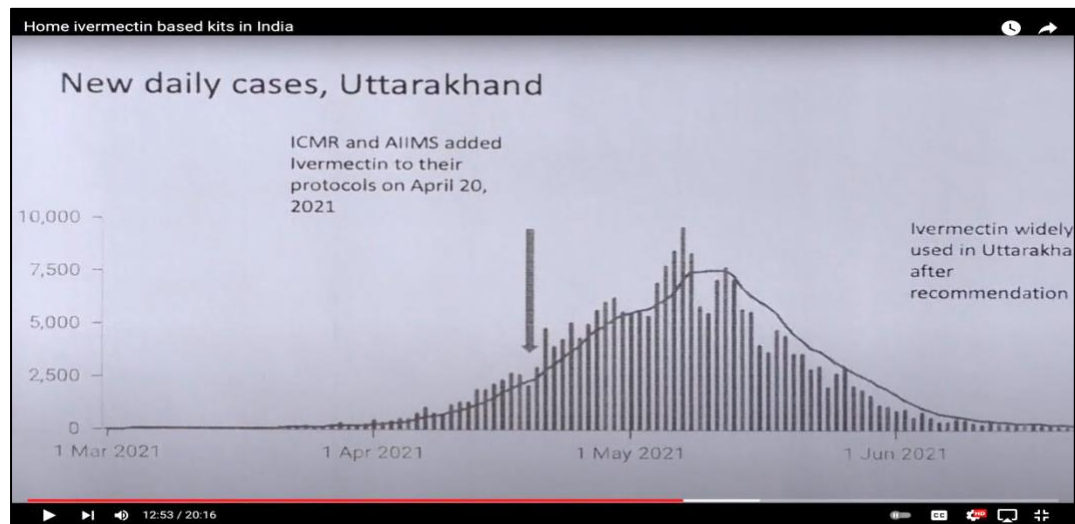 Home ivermectin based kits in India
New daily cases, Uttarakhand
ICMR and AIIMS added
Ivermectin to their
protocols on April 20,
2021
10,000
7,500
5,000
2,500
0
Ivermectin widely
used in Uttarakha
after
recommendation
1 Mar 2021
1 Apr 2021
1 May 2021
1 Jun 2021
12:53 / 20:16
CC
HD